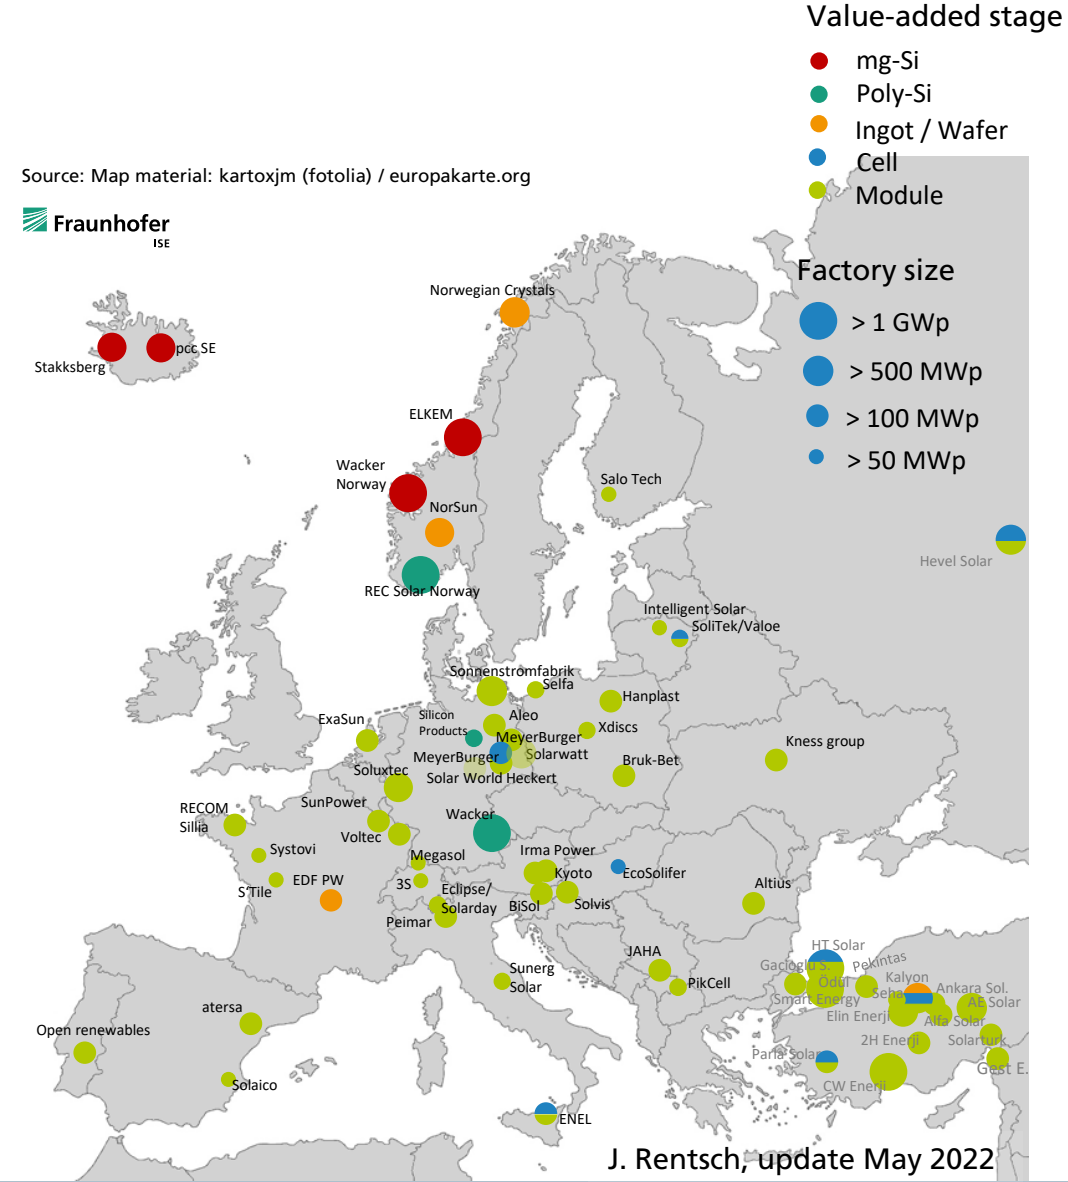 Value-added stage
mg-Si
Poly-Si
Ingot / Wafer
Cell
Module
Source: Map material: kartoxjm (fotolia) / europakarte.org
Fraunhofer
ISE
Factory size
> 1 GWp
> 500 MWp
> 100 MWp
> 50 MWp
Norwegian Crystals
Stakksberg
pcc SE
ELKEM
Wacker
Norway
NorSun
REC Solar Norway
Salo Tech
Hevel Solar
Intelligent Solar
SoliTek/Valoe
Sonnenstromfabrik
Selfa
Hanplast
Silicon
Products
Aleo
ExaSun
Xdiscs
MeyerBurger
Solarwatt
MeyerBurger
Kness group
Bruk-Bet
Soluxtec
Solar World
Heckert
SunPower
RECOM
Sillia
Wacker
Voltec
Systovi
Megasol
Irma Power
Kyoto
EcoSolifer
S'Tile
EDF PW
3S
Eclipse/
Solarday
BiSol
Solvis
Altius
Peimar
JAHA
PikCell
Sunerg
Solar
HT Solar
Gacioglu S.
Pekintas
Ödül
Kalyon
Smart Energy
Seha
Ankara Sol.
AE Solar
Elin Enerji
Alfa Solar
2H Enerji
Solarturk
Parla Solar
Gest E.
CW Enerji
atersa
Open renewables
Solaico
ENEL
J. Rentsch, update May 2022